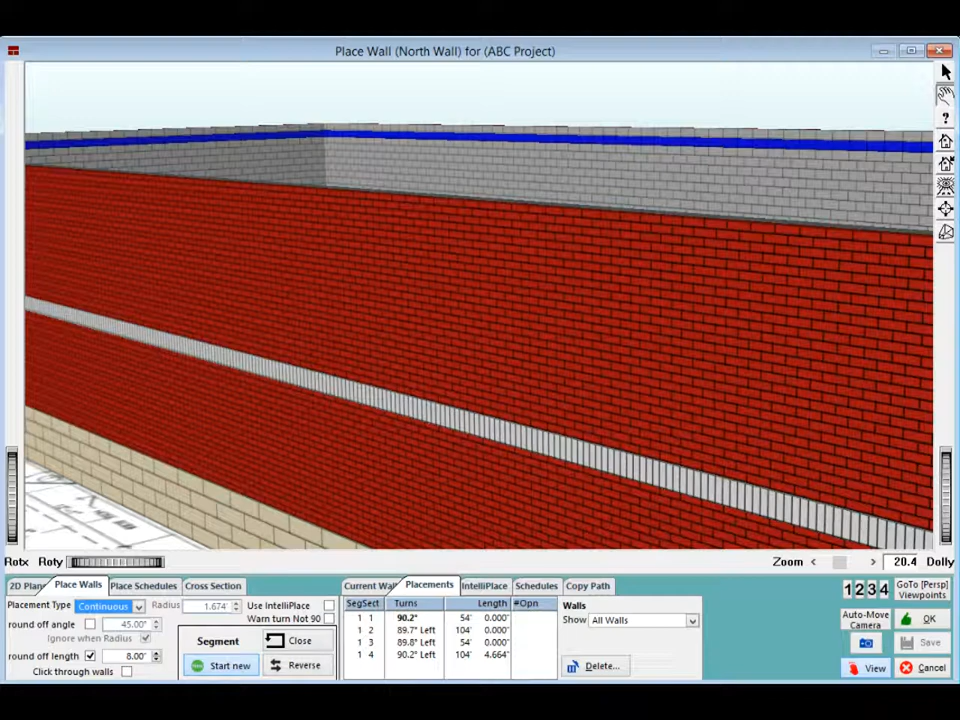 Place Wall (North Wall) for (ABC Project)
?
Rotx Roty Zoom < > 20.4 Dolly
Place Walls Place Schedules Cross Section
Current Wall Placements IntelliPlace Schedules Copy Path
Placement Type Continuous Radius 1.674' Use IntelliPlace
Warn turn Not 90
round off angle 45.00°
Ignore when Radius
round off length 8.00"
Click through walls
Segment Close
Start new Reverse
Seg Sect Turns Length #Opn
1 1 90.2° 54' 0.000"
1 2 89.7° Left 104' 0.000"
1 3 89.8° Left 54' 0.000"
1 4 90.2° Left 104' 4.664"
Walls
Show All Walls
Delete...
1 2 3 4 GoTo [Persp] Viewpoints
Auto-Move Camera OK
Save
View Cancel